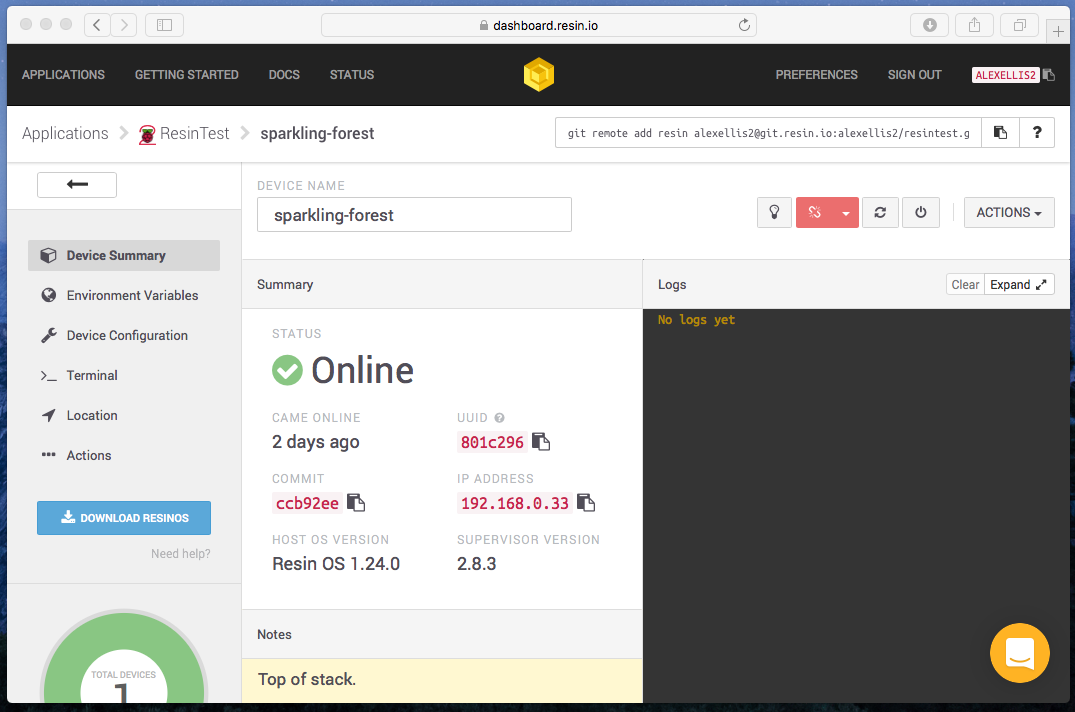 dashboard.resin.io
APPLICATIONS GETTING STARTED DOCS STATUS PREFERENCES SIGN OUT ALEXELLIS2
Applications ResinTest sparkling-forest git remote add resin alexellis2@git.resin.io:alexellis2/resintest.g ?
DEVICE NAME
sparkling-forest ACTIONS
Device Summary
Environment Variables
Device Configuration
Terminal
Location
Actions
DOWNLOAD RESINOS
Need help?
TOTAL DEVICES
1
Summary
STATUS
Online
CAME ONLINE UUID ?
2 days ago 801c296
COMMIT IP ADDRESS
ccb92ee 192.168.0.33
HOST OS VERSION SUPERVISOR VERSION
Resin OS 1.24.0 2.8.3
Notes
Top of stack.
Logs Clear Expand
No logs yet